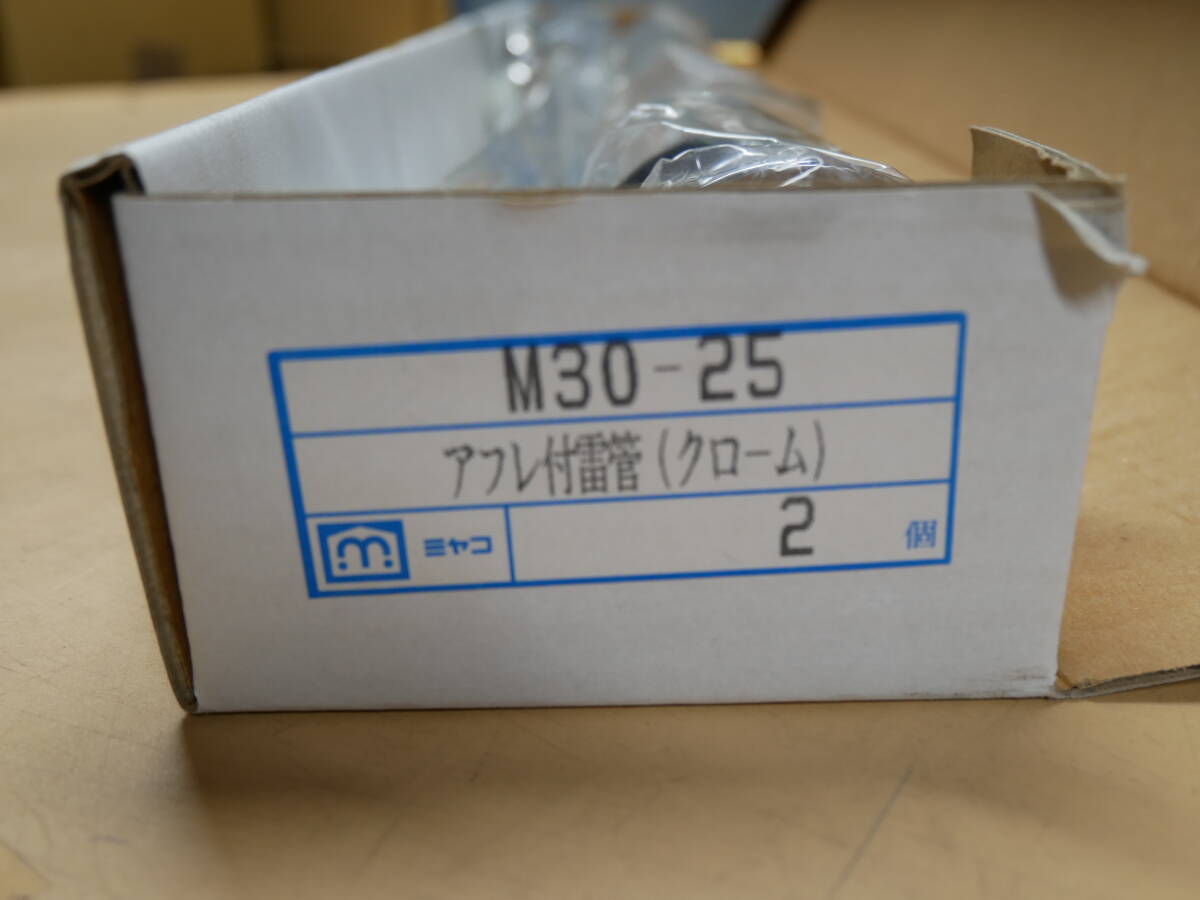 M30-25
アフレ付雷管(クローム)
ミヤコ 2 個